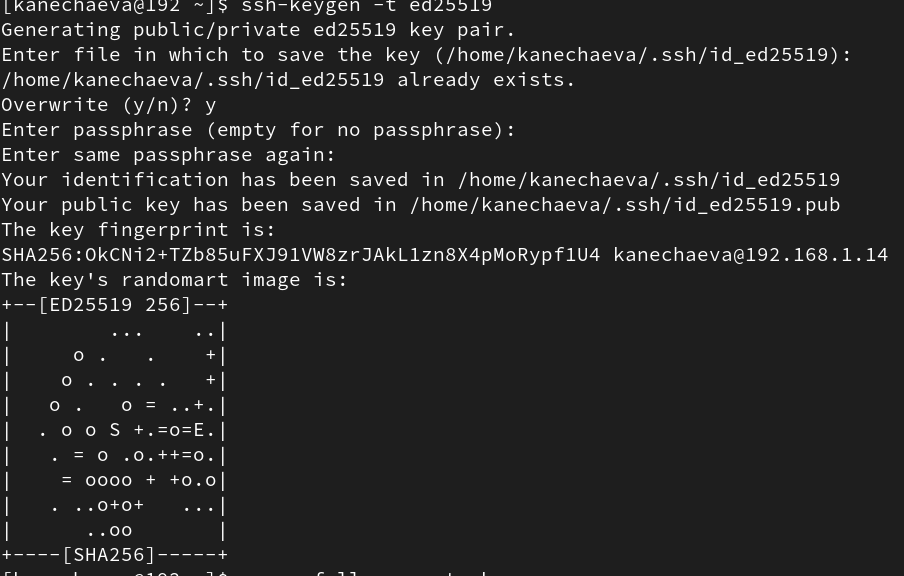 [kanechaeva@192 ~]$ ssh-keygen -t ed25519
Generating public/private ed25519 key pair.
Enter file in which to save the key (/home/kanechaeva/.ssh/id_ed25519):
/home/kanechaeva/.ssh/id_ed25519 already exists.
Overwrite (y/n)? y
Enter passphrase (empty for no passphrase):
Enter same passphrase again:
Your identification has been saved in /home/kanechaeva/.ssh/id_ed25519
Your public key has been saved in /home/kanechaeva/.ssh/id_ed25519.pub
The key fingerprint is:
SHA256:OkCNi2+TZb85uFXJ91VW8zrJAkL1zn8X4pMoRypf1U4 kanechaeva@192.168.1.14
The key's randomart image is:
+--[ED25519 256]--+
|        ...    ..|
|     o .   .    +|
|    o . . . .   +|
|   o .   o = ..+.|
|  . o o S +.=o=E.|
|   . = o .o.++=o.|
|    = oooo + +o.o|
|   . ..o+o+   ...|
|      ..oo       |
+----[SHA256]-----+